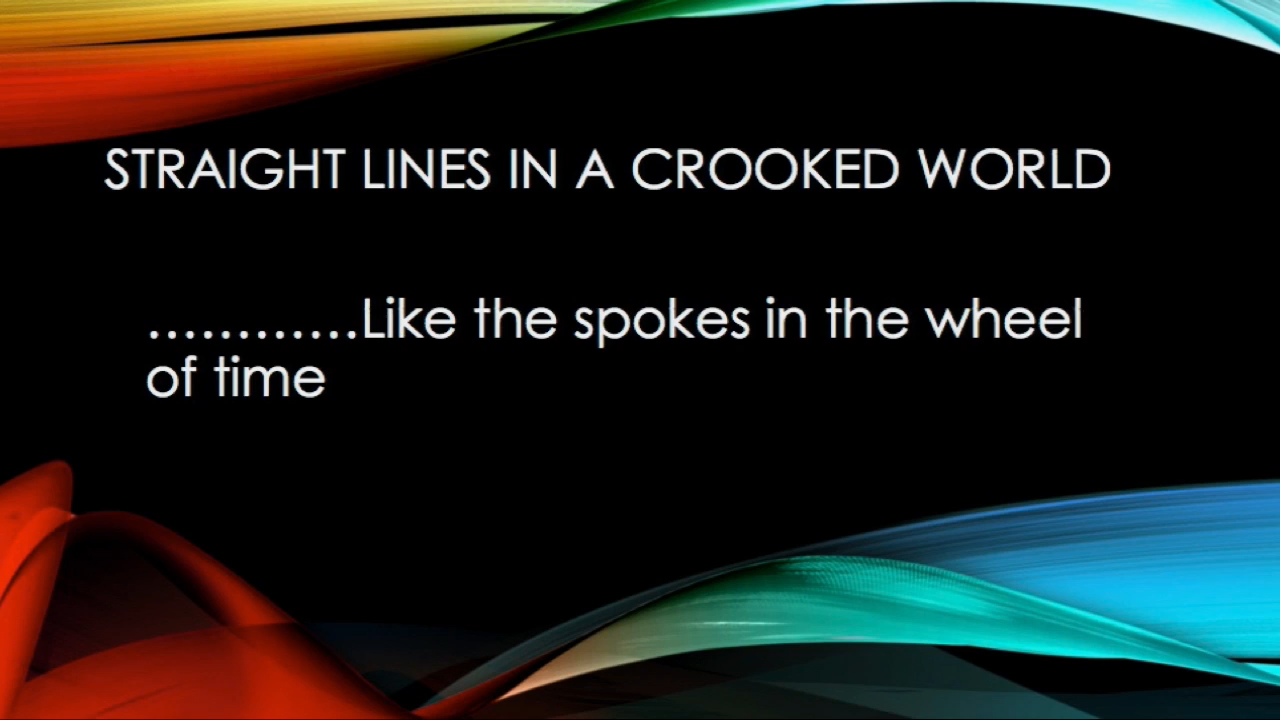 STRAIGHT LINES IN A CROOKED WORLD
............Like the spokes in the wheel
of time